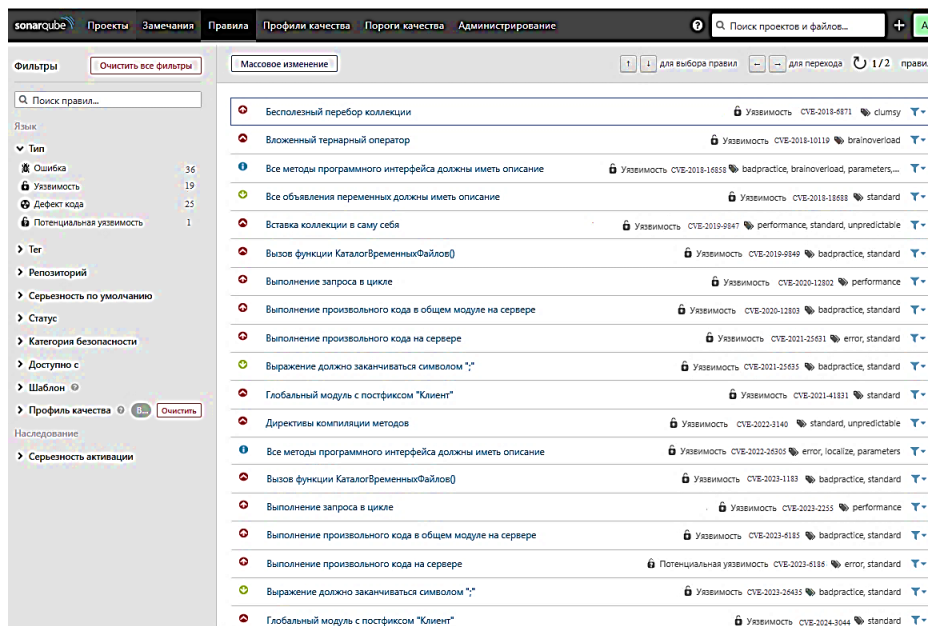 sonarqube Проекты Замечания Правила Профили качества Пороги качества Администрирование ? Поиск проектов и файлов... + A
Фильтры Очистить все фильтры Массовое изменение ↑ ↓ для выбора правил ← → для перехода 1/2 правил
Поиск правил...
Язык
Тип
Ошибка 36
Уязвимость 19
Дефект кода 25
Потенциальная уязвимость 1
Тег
Репозиторий
Серьезность по умолчанию
Статус
Категория безопасности
Доступно с
Шаблон ?
Профиль качества ? В... Очистить
Наследование
Серьезность активации
Бесполезный перебор коллекции Уязвимость CVE-2018-6871 clumsy
Вложенный тернарный оператор Уязвимость CVE-2018-10119 brainoverload
Все методы программного интерфейса должны иметь описание Уязвимость CVE-2018-16858 badpractice, brainoverload, parameters,...
Все объявления переменных должны иметь описание Уязвимость CVE-2018-18688 standard
Вставка коллекции в саму себя Уязвимость CVE-2019-9847 performance, standard, unpredictable
Вызов функции КаталогВременныхФайлов() Уязвимость CVE-2019-9849 badpractice, standard
Выполнение запроса в цикле Уязвимость CVE-2020-12802 performance
Выполнение произвольного кода в общем модуле на сервере Уязвимость CVE-2020-12803 badpractice, standard
Выполнение произвольного кода на сервере Уязвимость CVE-2021-25631 error, standard
Выражение должно заканчиваться символом ";" Уязвимость CVE-2021-25635 badpractice, standard
Глобальный модуль с постфиксом "Клиент" Уязвимость CVE-2021-41831 standard
Директивы компиляции методов Уязвимость CVE-2022-3140 standard, unpredictable
Все методы программного интерфейса должны иметь описание Уязвимость CVE-2022-26305 error, localize, parameters
Вызов функции КаталогВременныхФайлов() Уязвимость CVE-2023-1183 badpractice, standard
Выполнение запроса в цикле Уязвимость CVE-2023-2255 performance
Выполнение произвольного кода в общем модуле на сервере Уязвимость CVE-2023-6185 badpractice, standard
Выполнение произвольного кода на сервере Потенциальная уязвимость CVE-2023-6186 error, standard
Выражение должно заканчиваться символом ";" Уязвимость CVE-2023-26435 badpractice, standard
Глобальный модуль с постфиксом "Клиент" Уязвимость CVE-2024-3044 standard